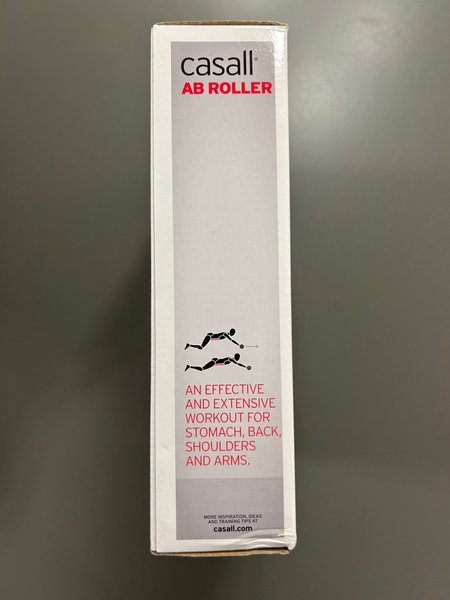 casall®
AB ROLLER
AN EFFECTIVE
AND EXTENSIVE
WORKOUT FOR
STOMACH, BACK,
SHOULDERS
AND ARMS.
MORE INSPIRATION, IDEAS
AND TRAINING TIPS AT
casall.com